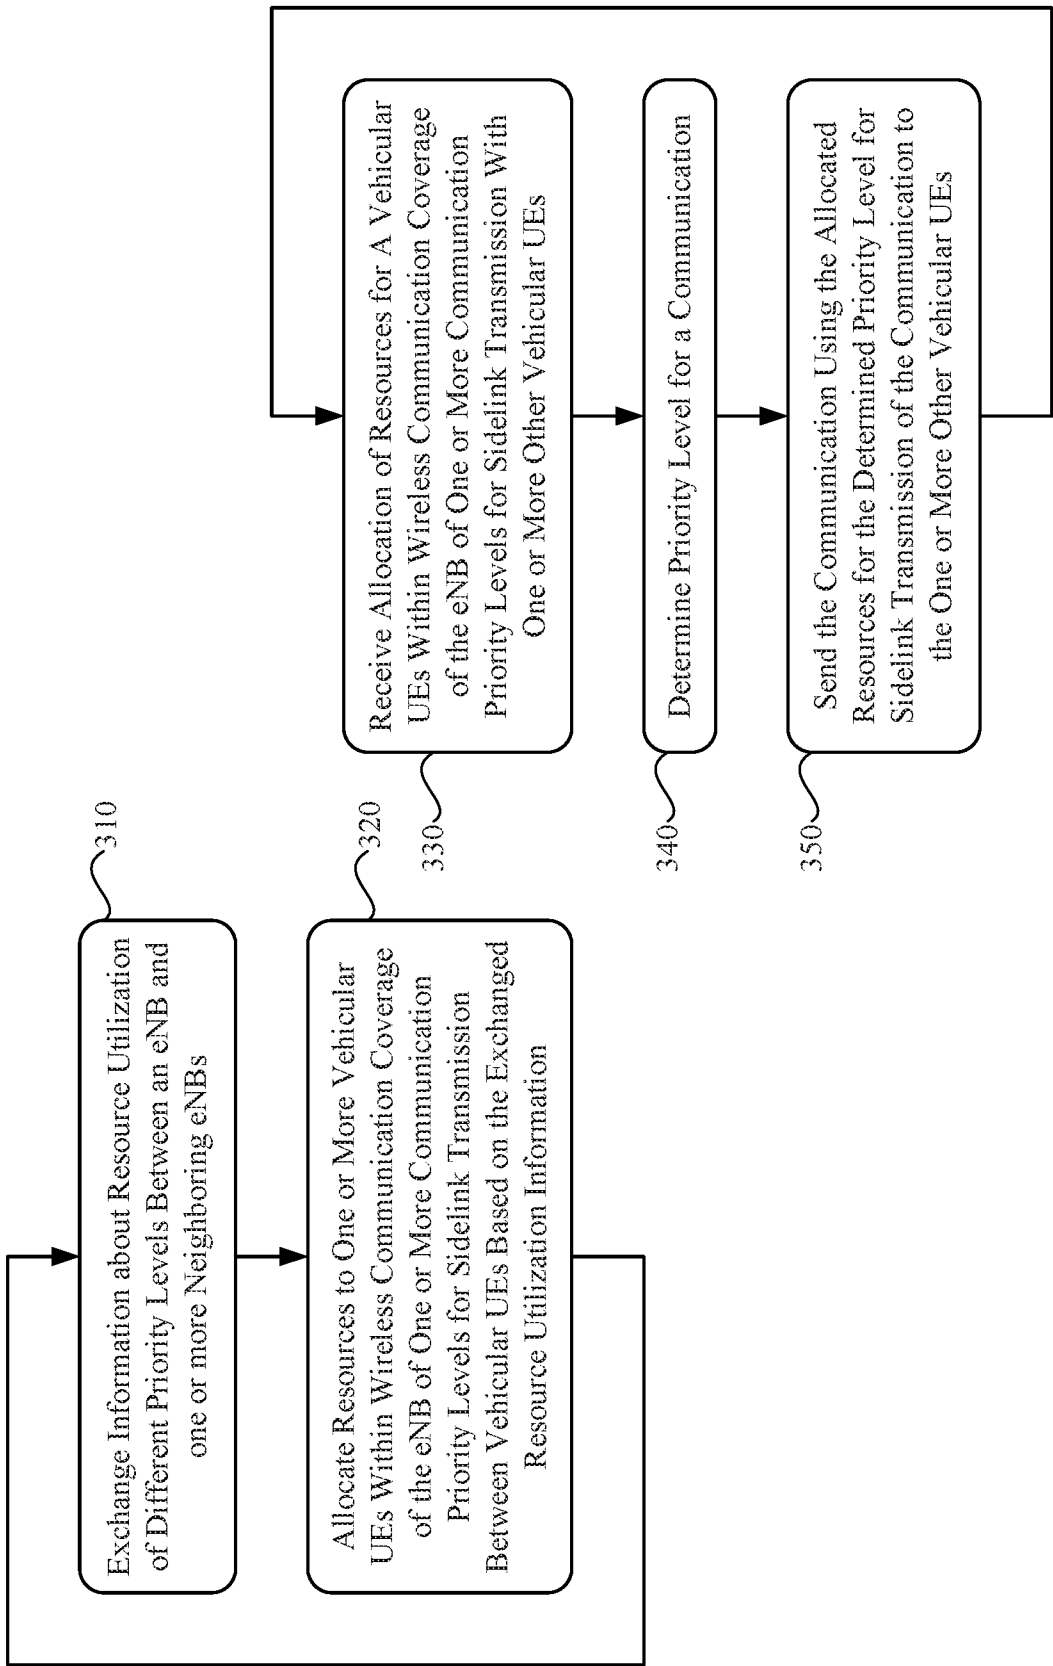 Exchange Information about Resource Utilization
of Different Priority Levels Between an eNB and
one or more Neighboring eNBs
310
Allocate Resources to One or More Vehicular
UEs Within Wireless Communication Coverage
of the eNB of One or More Communication
Priority Levels for Sidelink Transmission
Between Vehicular UEs Based on the Exchanged
Resource Utilization Information
320
Receive Allocation of Resources for A Vehicular
UEs Within Wireless Communication Coverage
of the eNB of One or More Communication
Priority Levels for Sidelink Transmission With
One or More Other Vehicular UEs
330
Determine Priority Level for a Communication
340
Send the Communication Using the Allocated
Resources for the Determined Priority Level for
Sidelink Transmission of the Communication to
the One or More Other Vehicular UEs
350